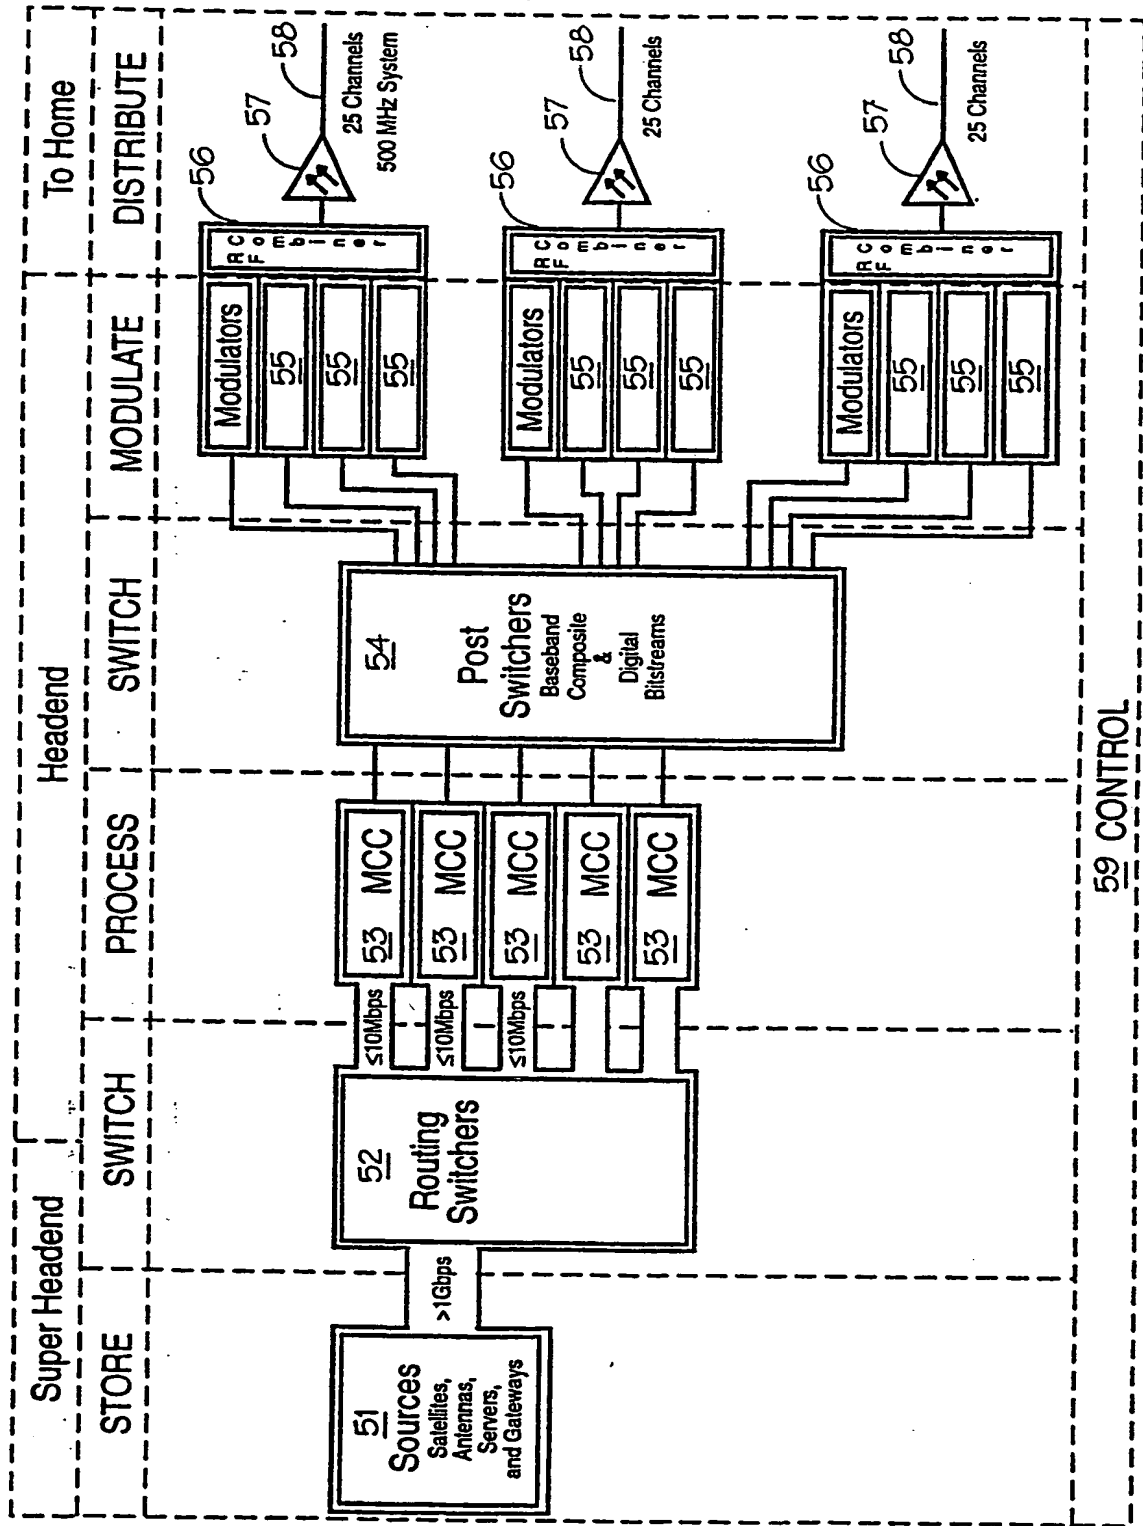 Super Headend
Headend
To Home
STORE
SWITCH
PROCESS
SWITCH
MODULATE
DISTRIBUTE
51
Sources
Satellites,
Antennas,
Servers,
and Gateways
>1Gbps
52
Routing
Switchers
≤10Mbps
≤10Mbps
≤10Mbps
53 MCC
53 MCC
53 MCC
53 MCC
53 MCC
54
Post
Switchers
Baseband
Composite
&
Digital
Bitstreams
Modulators
55
55
55
RF
Combiner
56
57
58
25 Channels
500 MHz System
Modulators
55
55
55
RF
Combiner
56
57
58
25 Channels
Modulators
55
55
55
RF
Combiner
56
57
58
25 Channels
59 CONTROL